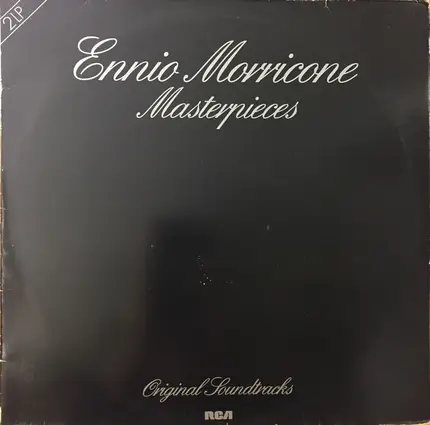 2LP
Ennio Morricone
Masterpieces
Original Soundtracks
RCA